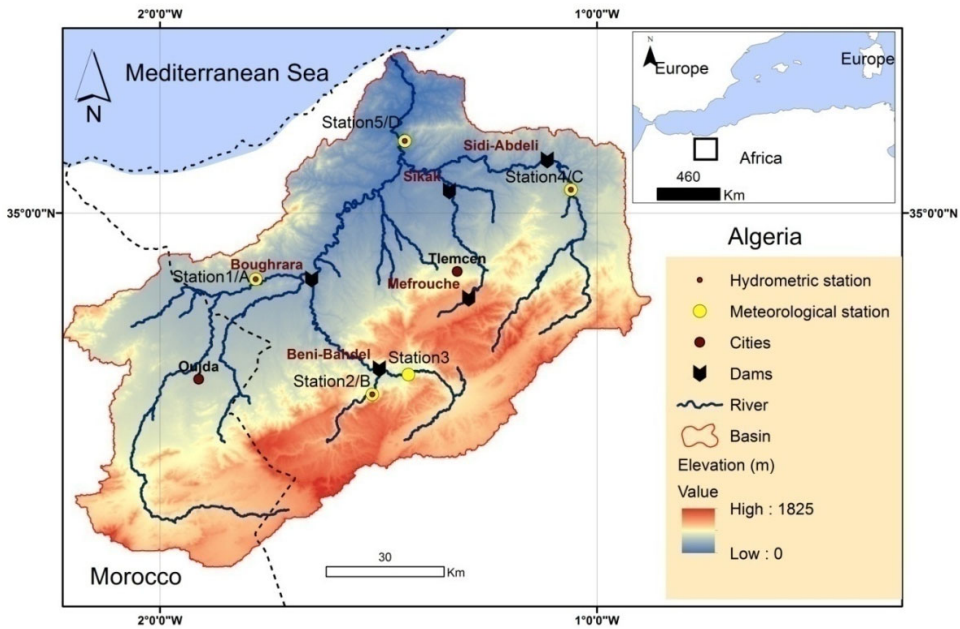 2°0'0"W
1°0'0"W
Mediterranean Sea
N
N
Europe
Europe
Africa
460
Km
Station5/D
Sidi-Abdeli
Sikak
Station4/C
35°0'0"N
35°0'0"N
Algeria
Boughrara
Station1/A
Tlemcen
Mefrouche
Hydrometric station
Meteorological station
Cities
Dams
River
Basin
Elevation (m)
Value
High : 1825
Low : 0
Beni-Bahdel
Station3
Oujda
Station2/B
30
Km
Morocco
2°0'0"W
1°0'0"W